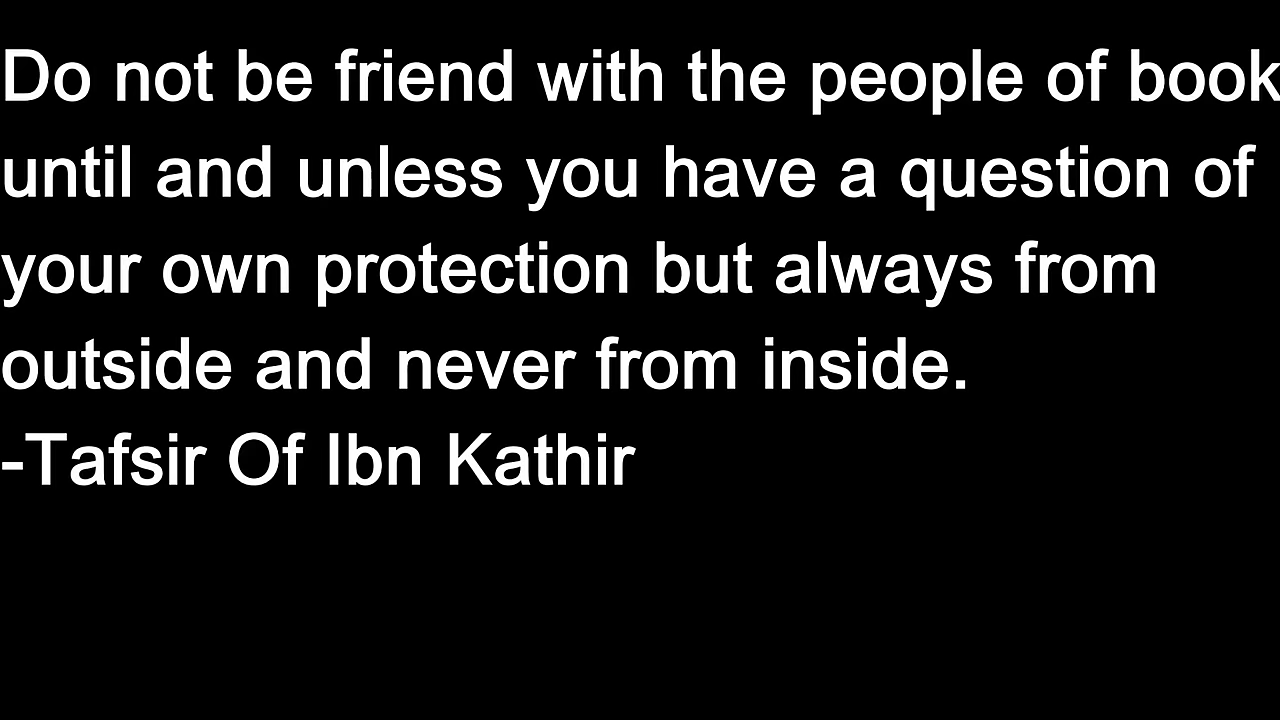 Do not be friend with the people of book
until and unless you have a question of
your own protection but always from
outside and never from inside.
-Tafsir Of Ibn Kathir